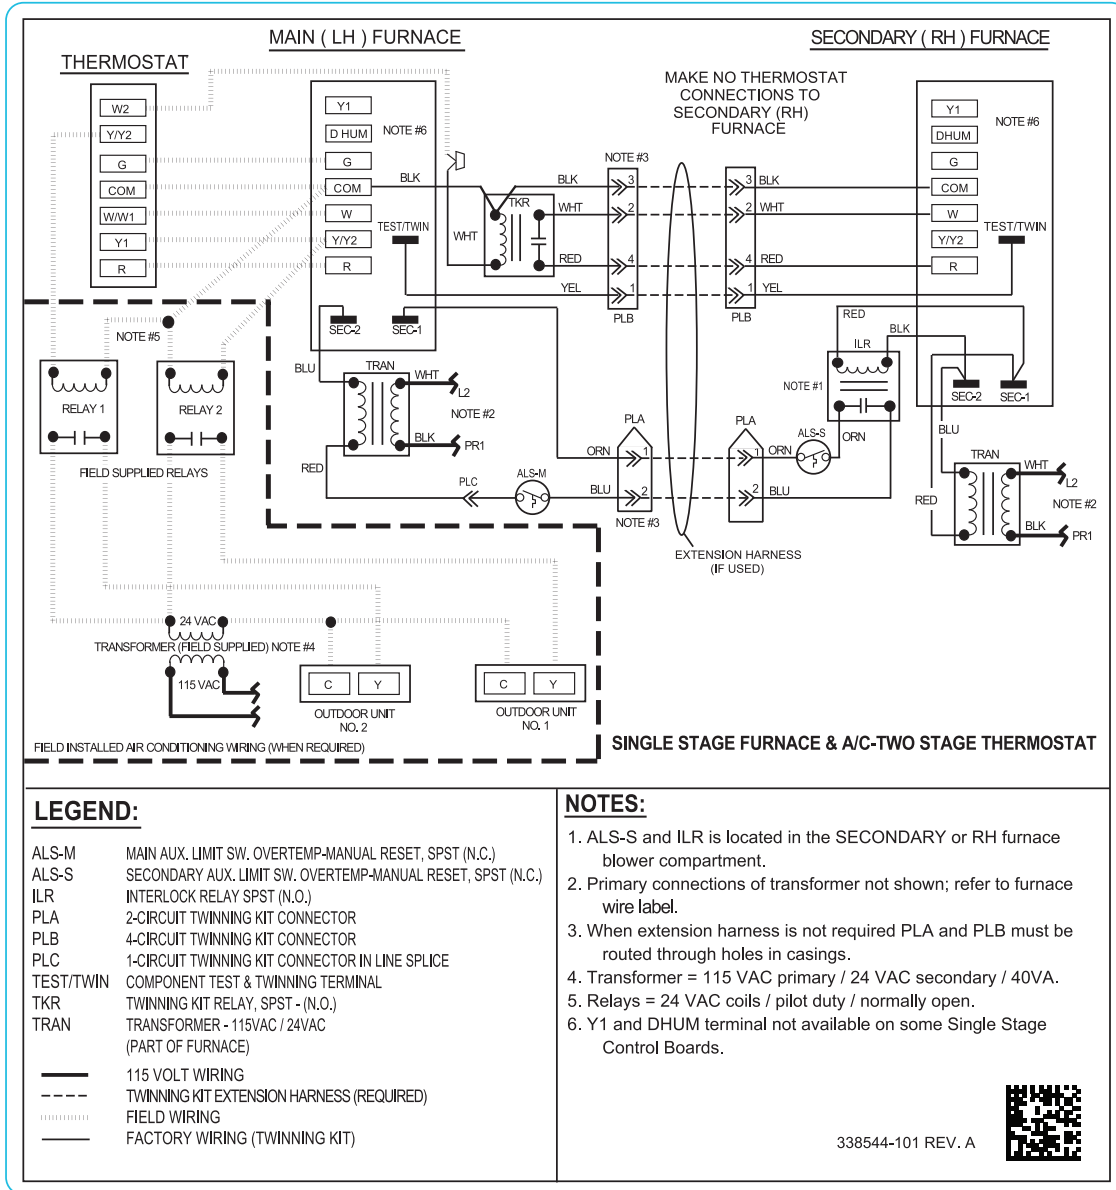 MAIN ( LH ) FURNACE
SECONDARY ( RH ) FURNACE
THERMOSTAT
MAKE NO THERMOSTAT
CONNECTIONS TO
SECONDARY (RH)
FURNACE
W2
Y/Y2
G
COM
W/W1
Y1
R
Y1
D HUM
G
COM
W
Y/Y2
R
NOTE #6
TEST/TWIN
SEC-2
SEC-1
BLK
WHT
TKR
BLK
WHT
RED
YEL
NOTE #3
3
2
4
1
PLB
3
2
4
1
PLB
BLK
WHT
RED
YEL
Y1
DHUM
G
COM
W
Y/Y2
R
NOTE #6
TEST/TWIN
SEC-2
SEC-1
RED
BLK
ILR
NOTE #1
ORN
BLU
RED
TRAN
WHT
L2
NOTE #2
BLK
PR1
NOTE #5
RELAY 1
RELAY 2
FIELD SUPPLIED RELAYS
BLU
TRAN
WHT
L2
NOTE #2
BLK
PR1
RED
PLC
ALS-M
PLA
ORN
1
BLU
2
NOTE #3
PLA
1
ORN
2
BLU
ALS-S
EXTENSION HARNESS
(IF USED)
24 VAC
TRANSFORMER (FIELD SUPPLIED) NOTE #4
115 VAC
C
Y
OUTDOOR UNIT
NO. 2
C
Y
OUTDOOR UNIT
NO. 1
FIELD INSTALLED AIR CONDITIONING WIRING (WHEN REQUIRED)
SINGLE STAGE FURNACE & A/C-TWO STAGE THERMOSTAT
LEGEND:
ALS-M MAIN AUX. LIMIT SW. OVERTEMP-MANUAL RESET, SPST (N.C.)
ALS-S SECONDARY AUX. LIMIT SW. OVERTEMP-MANUAL RESET, SPST (N.C.)
ILR INTERLOCK RELAY SPST (N.O.)
PLA 2-CIRCUIT TWINNING KIT CONNECTOR
PLB 4-CIRCUIT TWINNING KIT CONNECTOR
PLC 1-CIRCUIT TWINNING KIT CONNECTOR IN LINE SPLICE
TEST/TWIN COMPONENT TEST & TWINNING TERMINAL
TKR TWINNING KIT RELAY, SPST - (N.O.)
TRAN TRANSFORMER - 115VAC / 24VAC
(PART OF FURNACE)
115 VOLT WIRING
TWINNING KIT EXTENSION HARNESS (REQUIRED)
FIELD WIRING
FACTORY WIRING (TWINNING KIT)
NOTES:
1. ALS-S and ILR is located in the SECONDARY or RH furnace
blower compartment.
2. Primary connections of transformer not shown; refer to furnace
wire label.
3. When extension harness is not required PLA and PLB must be
routed through holes in casings.
4. Transformer = 115 VAC primary / 24 VAC secondary / 40VA.
5. Relays = 24 VAC coils / pilot duty / normally open.
6. Y1 and DHUM terminal not available on some Single Stage
Control Boards.
338544-101 REV. A